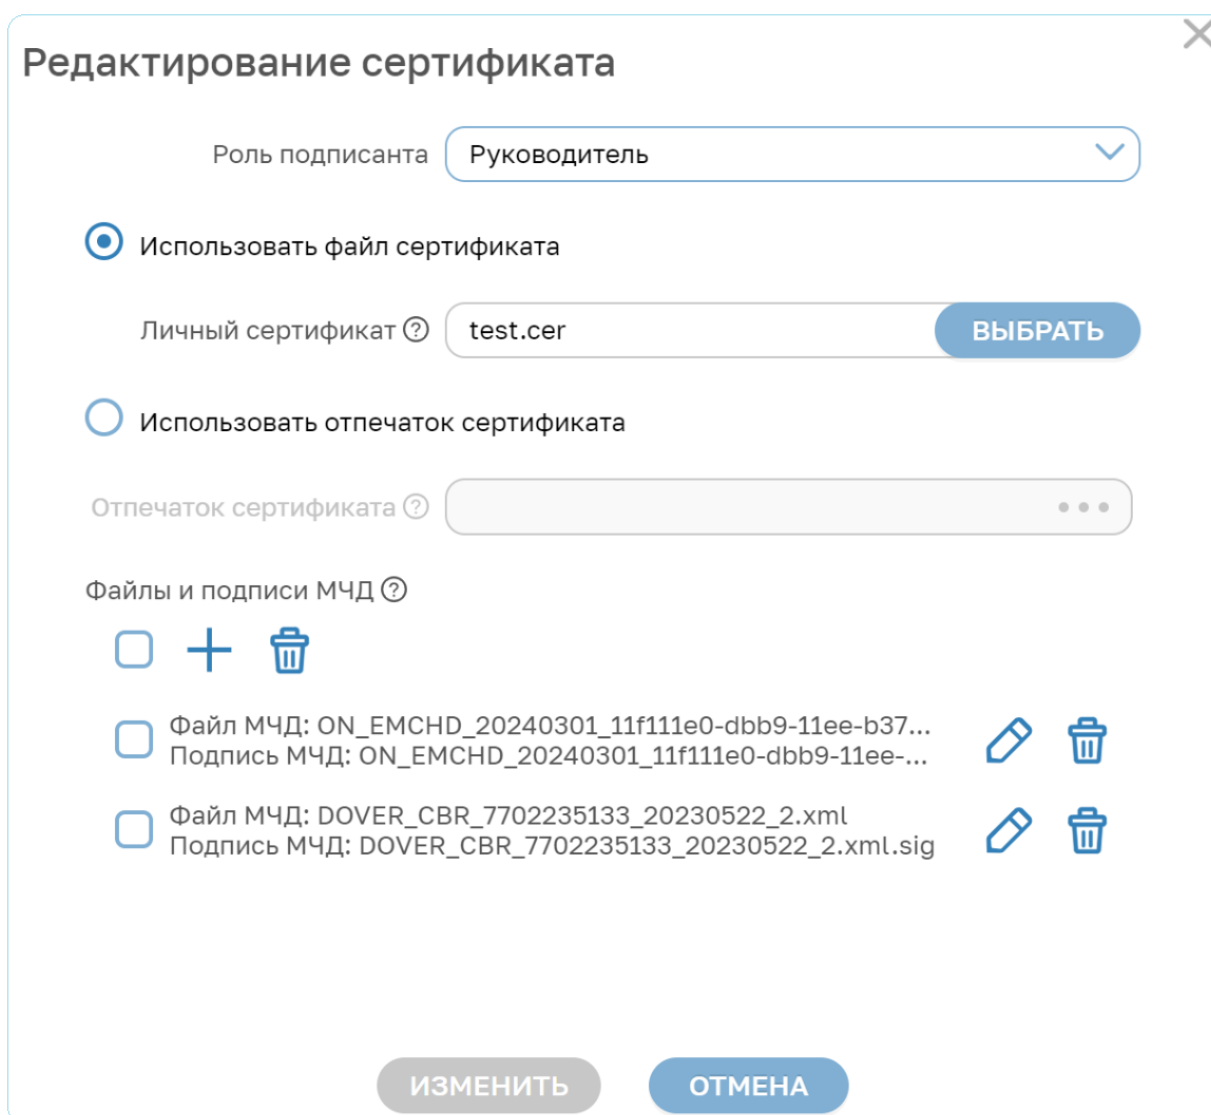 Редактирование сертификата
Роль подписанта Руководитель
Использовать файл сертификата
Личный сертификат ? test.cer ВЫБРАТЬ
Использовать отпечаток сертификата
Отпечаток сертификата ?
Файлы и подписи МЧД ?
Файл МЧД: ON_EMCHD_20240301_11f111e0-dbb9-11ee-b37...
Подпись МЧД: ON_EMCHD_20240301_11f111e0-dbb9-11ee-...
Файл МЧД: DOVER_CBR_7702235133_20230522_2.xml
Подпись МЧД: DOVER_CBR_7702235133_20230522_2.xml.sig
ИЗМЕНИТЬ ОТМЕНА